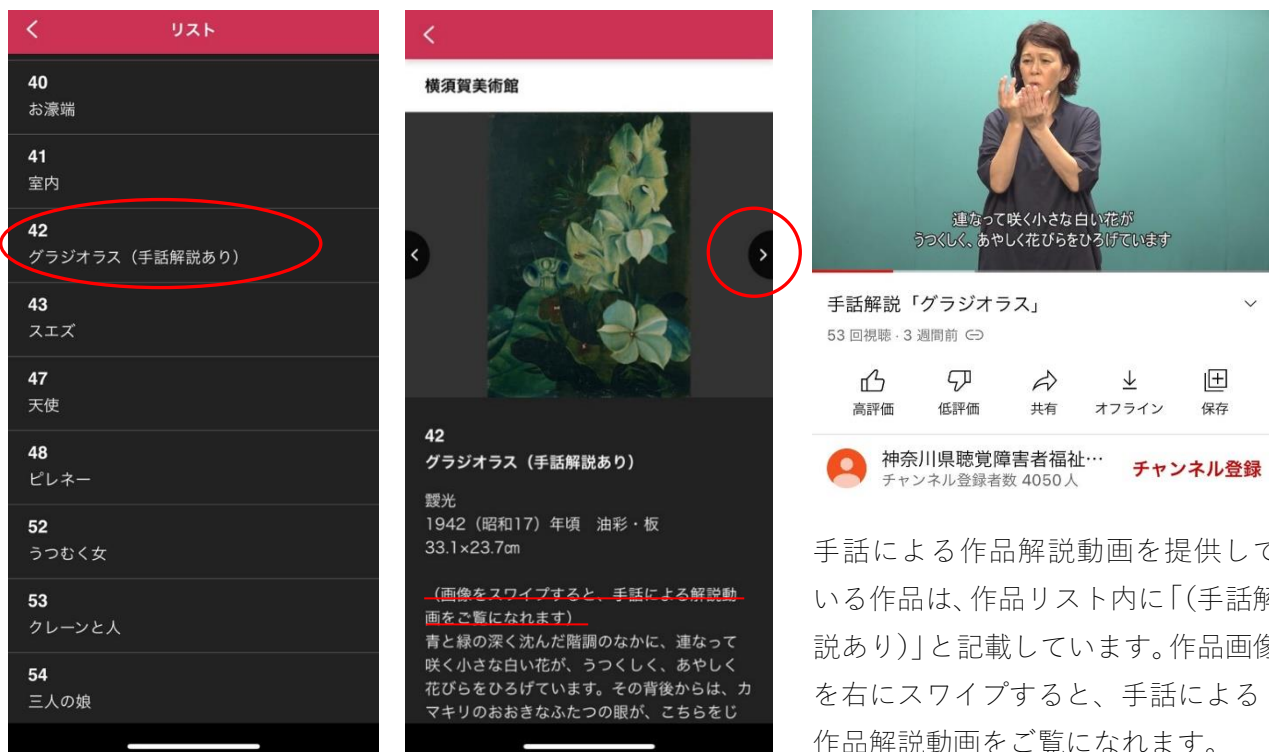 リスト
40
お濠端
41
室内
42
グラジオラス（手話解説あり）
43
スエズ
47
天使
48
ピレネー
52
うつむく女
53
クレーンと人
54
三人の娘
横須賀美術館
42
グラジオラス（手話解説あり）
靉光
1942（昭和17）年頃　油彩・板
33.1×23.7㎝
（画像をスワイプすると、手話による解説動
画をご覧になれます）
青と緑の深く沈んだ階調のなかに、連なって
咲く小さな白い花が、うつくしく、あやしく
花びらをひろげています。その背後からは、カ
マキリのおおきなふたつの眼が、こちらをじ
連なって咲く小さな白い花が
うつくしく、あやしく花びらをひろげています
手話解説「グラジオラス」
53 回視聴 · 3 週間前
高評価
低評価
共有
オフライン
保存
神奈川県聴覚障害者福祉…
チャンネル登録者数 4050人
チャンネル登録
手話による作品解説動画を提供して
いる作品は、作品リスト内に「(手話解
説あり)」と記載しています。作品画像
を右にスワイプすると、手話による
作品解説動画をご覧になれます。